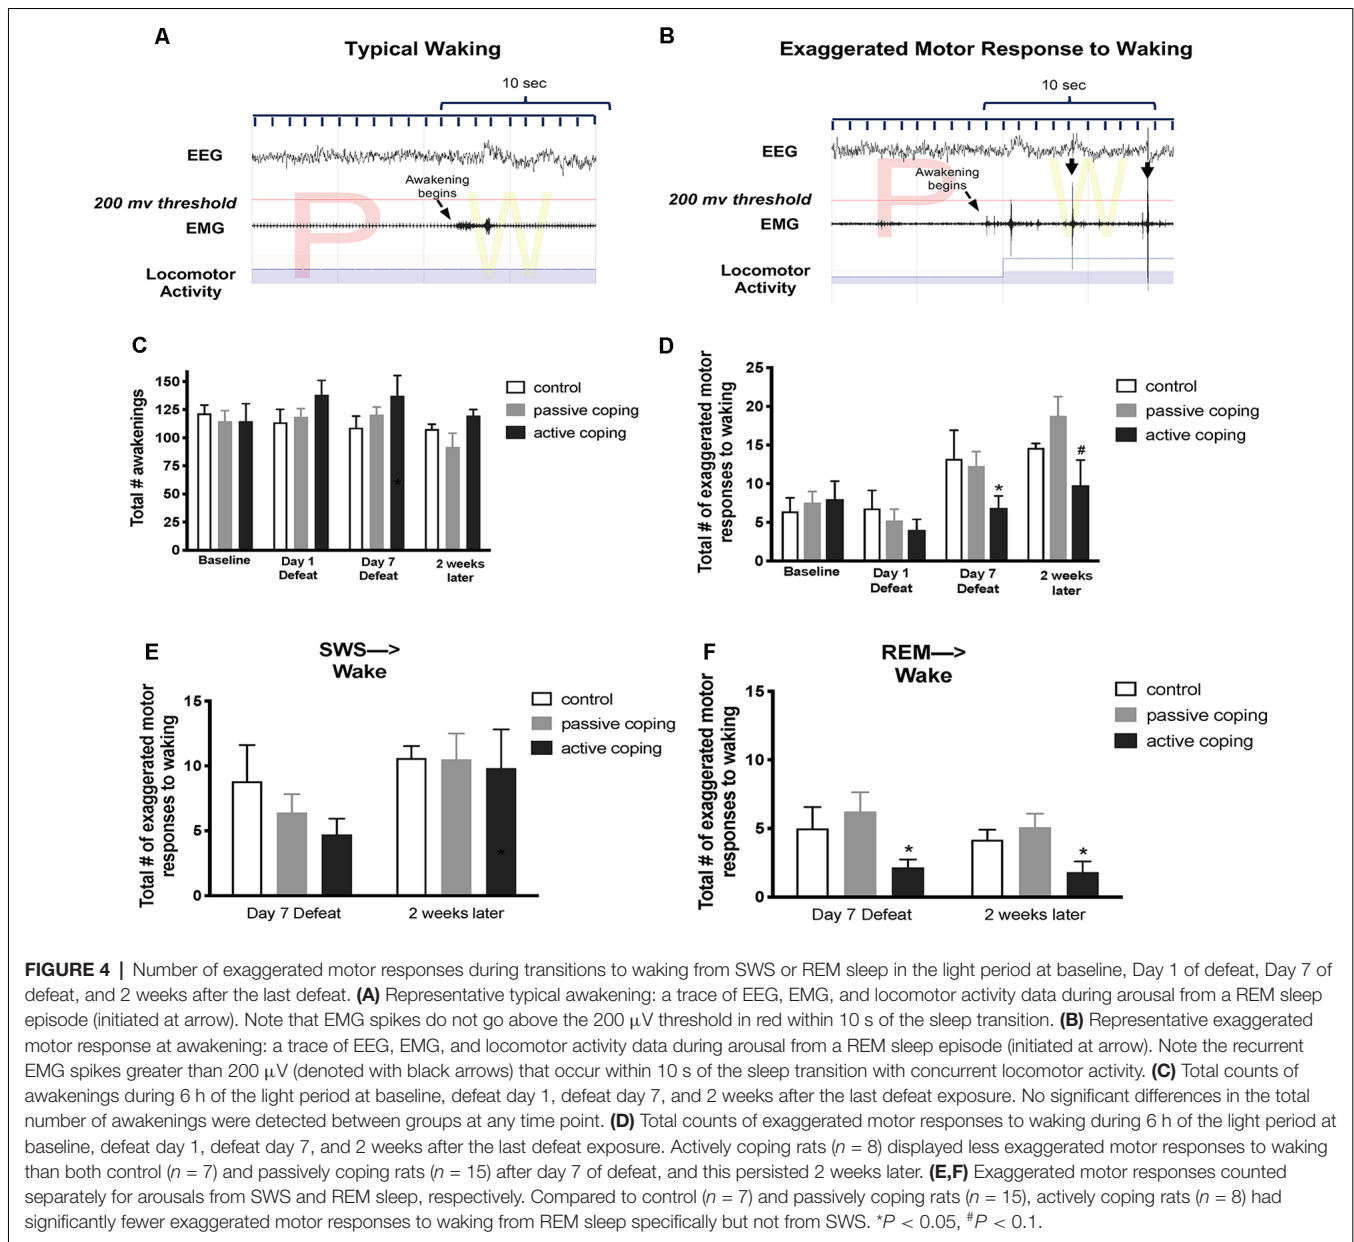 A
Typical Waking
10 sec
EEG
Awakening
begins
200 mv threshold
EMG
P
W
Locomotor
Activity
B
Exaggerated Motor Response to Waking
10 sec
EEG
Awakening
begins
200 mv threshold
EMG
P
W
Locomotor
Activity
C
Total # awakenings
150
125
100
75
50
25
0
*
Baseline
Day 1
Defeat
Day 7
Defeat
2 weeks
later
control
passive coping
active coping
D
Total # of exaggerated motor
responses to waking
25
20
15
10
5
0
*
#
Baseline
Day 1
Defeat
Day 7
Defeat
2 weeks
later
control
passive coping
active coping
E
SWS—>
Wake
Total # of exaggerated motor
responses to waking
15
10
5
0
*
Day 7 Defeat
2 weeks later
control
passive coping
active coping
F
REM—>
Wake
Total # of exaggerated motor
responses to waking
15
10
5
0
*
*
Day 7 Defeat
2 weeks later
control
passive coping
active coping
FIGURE 4 | Number of exaggerated motor responses during transitions to waking from SWS or REM sleep in the light period at baseline, Day 1 of defeat, Day 7 of
defeat, and 2 weeks after the last defeat. (A) Representative typical awakening: a trace of EEG, EMG, and locomotor activity data during arousal from a REM sleep
episode (initiated at arrow). Note that EMG spikes do not go above the 200 μV threshold in red within 10 s of the sleep transition. (B) Representative exaggerated
motor response at awakening: a trace of EEG, EMG, and locomotor activity data during arousal from a REM sleep episode (initiated at arrow). Note the recurrent
EMG spikes greater than 200 μV (denoted with black arrows) that occur within 10 s of the sleep transition with concurrent locomotor activity. (C) Total counts of
awakenings during 6 h of the light period at baseline, defeat day 1, defeat day 7, and 2 weeks after the last defeat exposure. No significant differences in the total
number of awakenings were detected between groups at any time point. (D) Total counts of exaggerated motor responses to waking during 6 h of the light period at
baseline, defeat day 1, defeat day 7, and 2 weeks after the last defeat exposure. Actively coping rats (n = 8) displayed less exaggerated motor responses to waking
than both control (n = 7) and passively coping rats (n = 15) after day 7 of defeat, and this persisted 2 weeks later. (E,F) Exaggerated motor responses counted
separately for arousals from SWS and REM sleep, respectively. Compared to control (n = 7) and passively coping rats (n = 15), actively coping rats (n = 8) had
significantly fewer exaggerated motor responses to waking from REM sleep specifically but not from SWS. *P < 0.05, #P < 0.1.